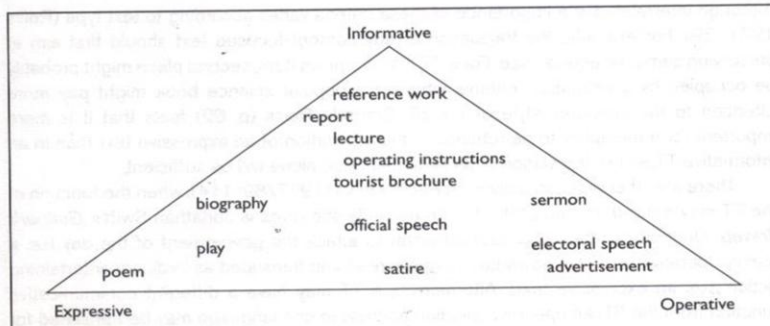 Informative
reference work
report
lecture
operating instructions
tourist brochure
biography
sermon
official speech
play
electoral speech
advertisement
poem
satire
Expressive
Operative